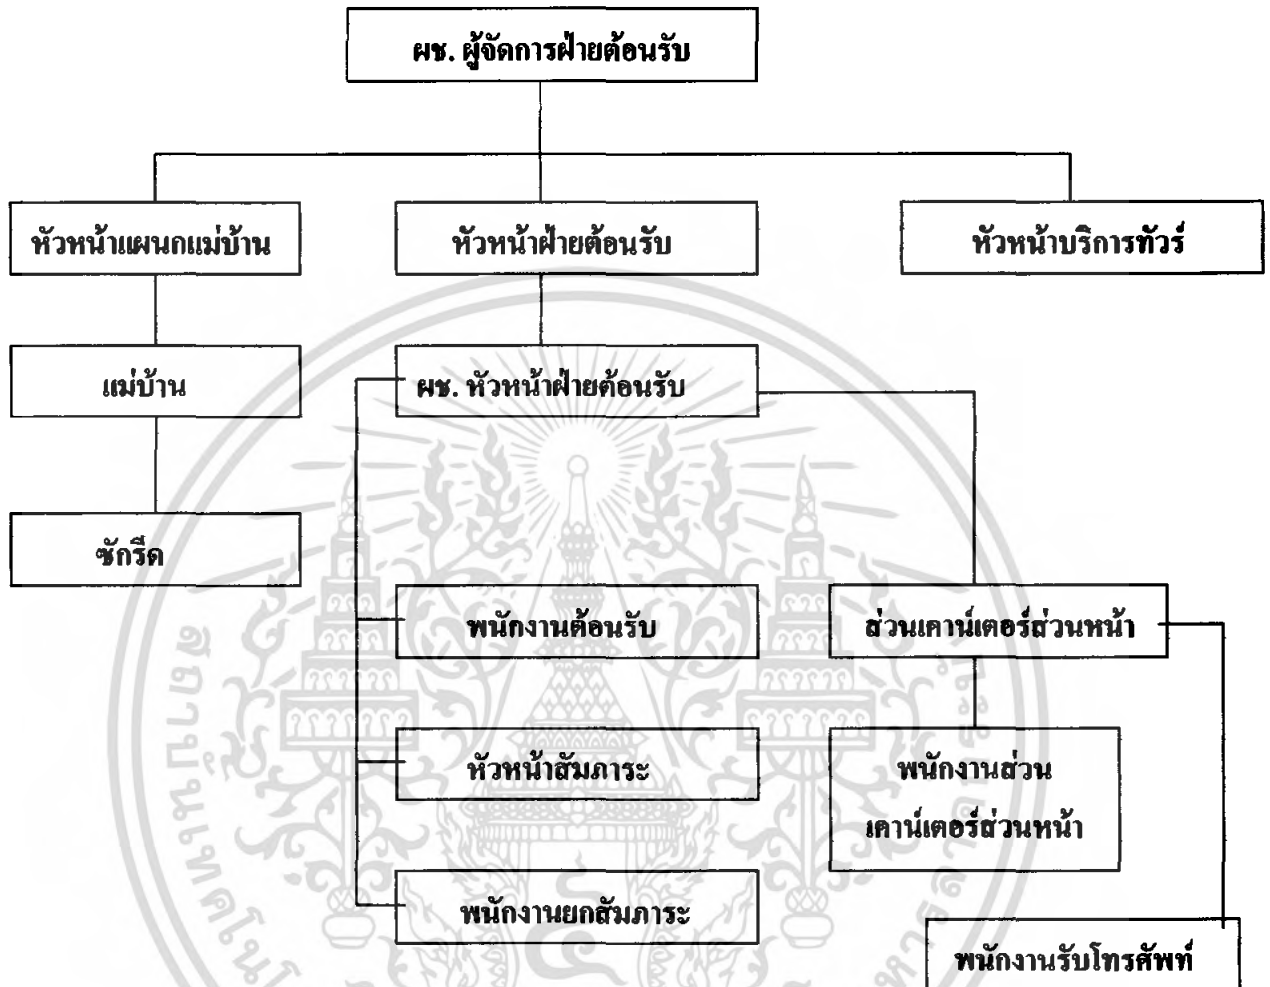 ผช. ผู้จัดการฝ่ายต้อนรับ
หัวหน้าแผนกแม่บ้าน
หัวหน้าฝ่ายต้อนรับ
หัวหน้าบริการทัวร์
แม่บ้าน
ผช. หัวหน้าฝ่ายต้อนรับ
ซักรีด
พนักงานต้อนรับ
ส่วนเคาน์เตอร์ส่วนหน้า
หัวหน้าสัมภาระ
พนักงานส่วน
เคาน์เตอร์ส่วนหน้า
พนักงานยกสัมภาระ
พนักงานรับโทรศัพท์